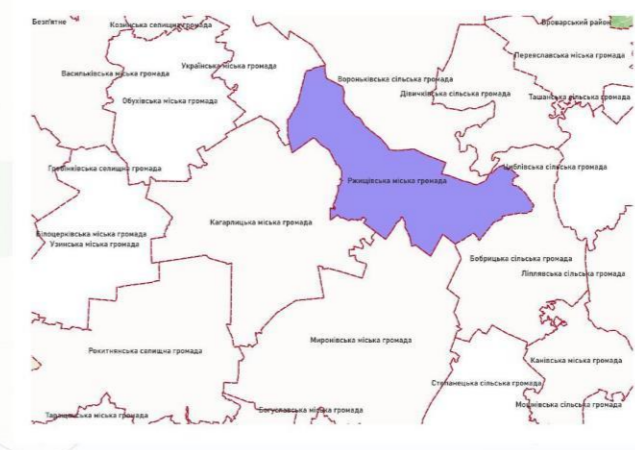 Безп'ятне
Козинська селищна громада
Броварський район
Українська міська громада
Переяславська міська громада
Васильківська міська громада
Вороньківська сільська громада
Дівичківська сільська громада
Ташанська сільська громада
Обухівська міська громада
Гребінківська селищна громада
Циблівська сільська громада
Ржищівська міська громада
Кагарлицька міська громада
Білоцерківська міська громада
Узинська міська громада
Бобрицька сільська громада
Ліплявська сільська громада
Миронівська міська громада
Рокитнянська селищна громада
Канівська міська громада
Степанецька сільська громада
Таращанська міська громада
Богуславська міська громада
Мошнівська сільська громада